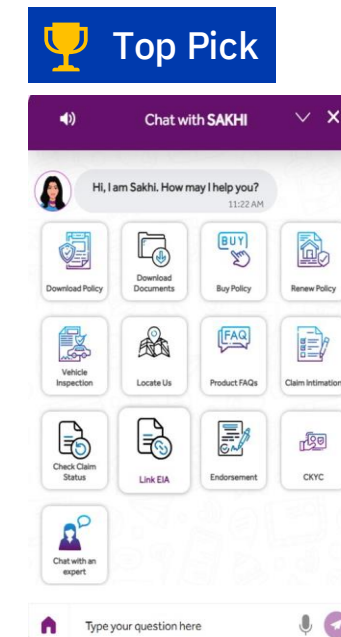 Top Pick
Chat with SAKHI
Hi, I am Sakhi. How may I help you?
11:22 AM
Download Policy
Download
Documents
BUY
Buy Policy
Renew Policy
Vehicle
Inspection
Locate Us
FAQ
Product FAQs
Claim Intimation
Check Claim
Status
Link EIA
Endorsement
CKYC
Chat with an
expert
Type your question here